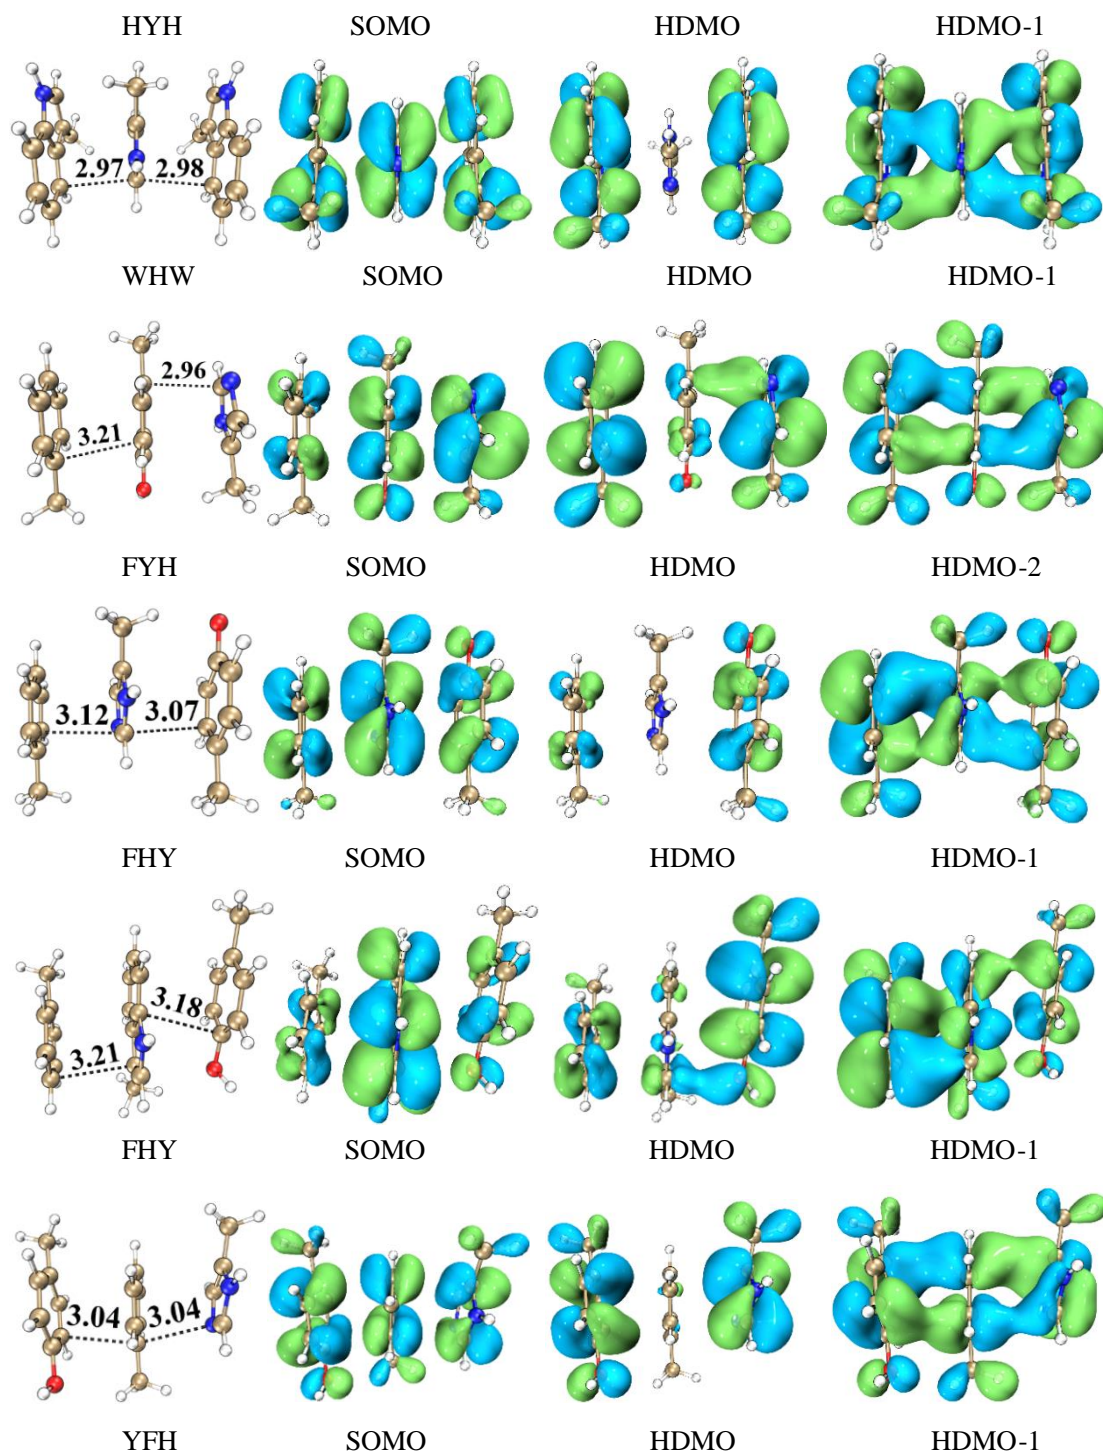 HYH SOMO HDMO HDMO-1
2.97 2.98
WHW SOMO HDMO HDMO-1
2.96
3.21
FYH SOMO HDMO HDMO-2
3.12 3.07
FHY SOMO HDMO HDMO-1
3.18
3.21
FHY SOMO HDMO HDMO-1
3.04 3.04
YFH SOMO HDMO HDMO-1